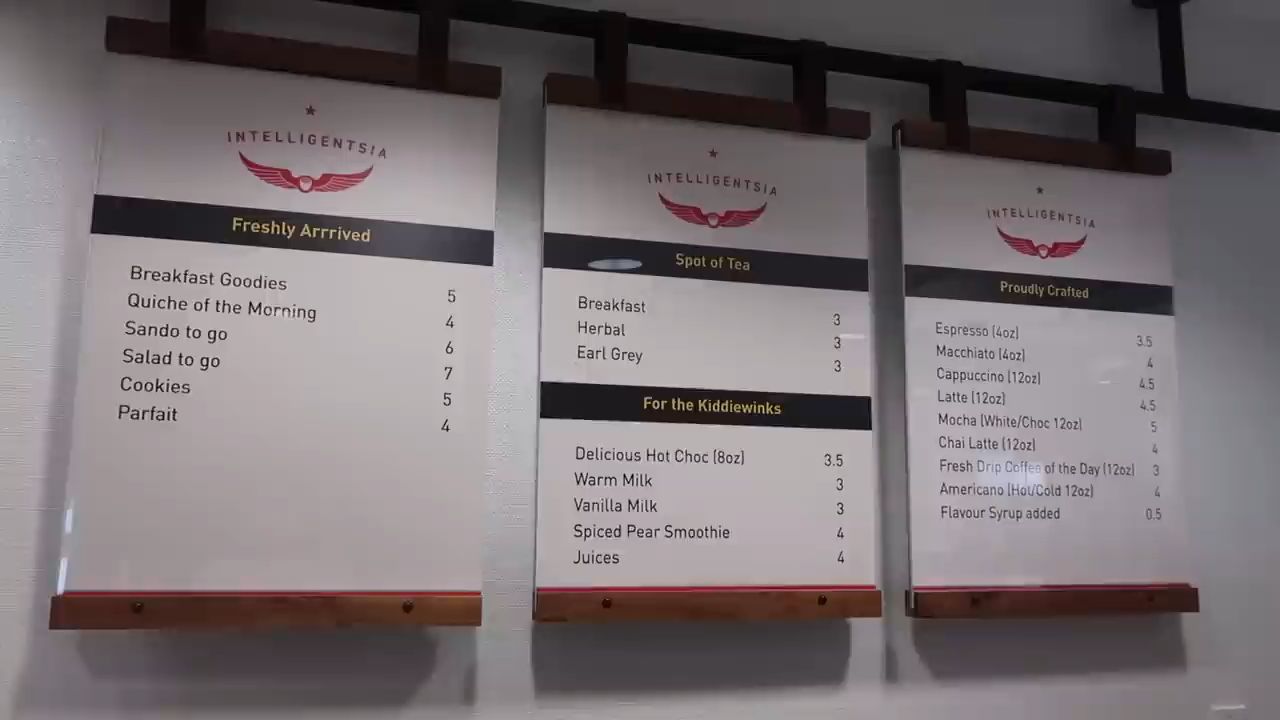 INTELLIGENTSIA
Freshly Arrrived
Breakfast Goodies 5
Quiche of the Morning 4
Sando to go 6
Salad to go 7
Cookies 5
Parfait 4
INTELLIGENTSIA
Spot of Tea
Breakfast 3
Herbal 3
Earl Grey 3
For the Kiddiewinks
Delicious Hot Choc (8oz) 3.5
Warm Milk 3
Vanilla Milk 3
Spiced Pear Smoothie 4
Juices 4
INTELLIGENTSIA
Proudly Crafted
Espresso (4oz) 3.5
Macchiato (4oz) 4
Cappuccino (12oz) 4.5
Latte (12oz) 4.5
Mocha (White/Choc 12oz) 5
Chai Latte (12oz) 4
Fresh Drip Coffee of the Day (12oz) 3
Americano (Hot/Cold 12oz) 4
Flavour Syrup added 0.5